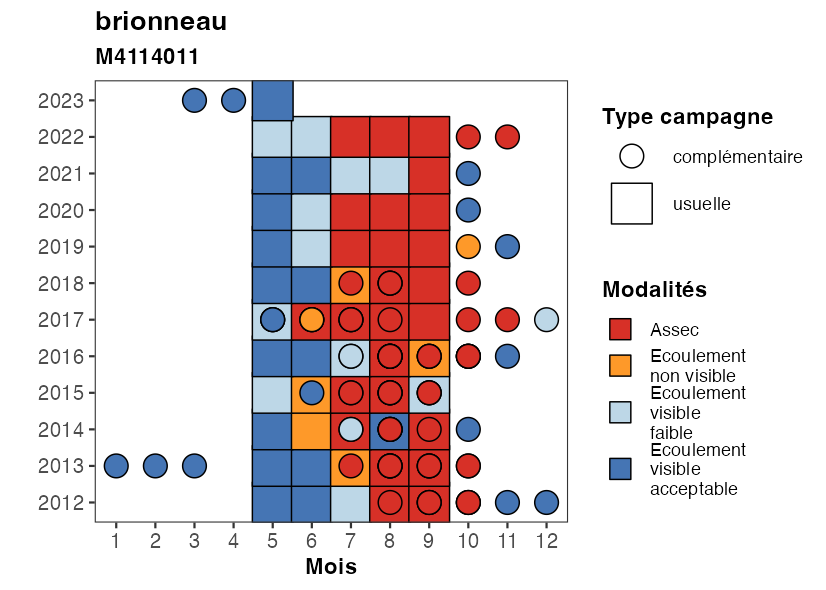 brionneau
M4114011
2023
2022
2021
2020
2019
2018
2017
2016
2015
2014
2013
2012
1 2 3 4 5 6 7 8 9 10 11 12
Mois
Type campagne
complémentaire
usuelle
Modalités
Assec
Ecoulement
non visible
Ecoulement
visible
faible
Ecoulement
visible
acceptable